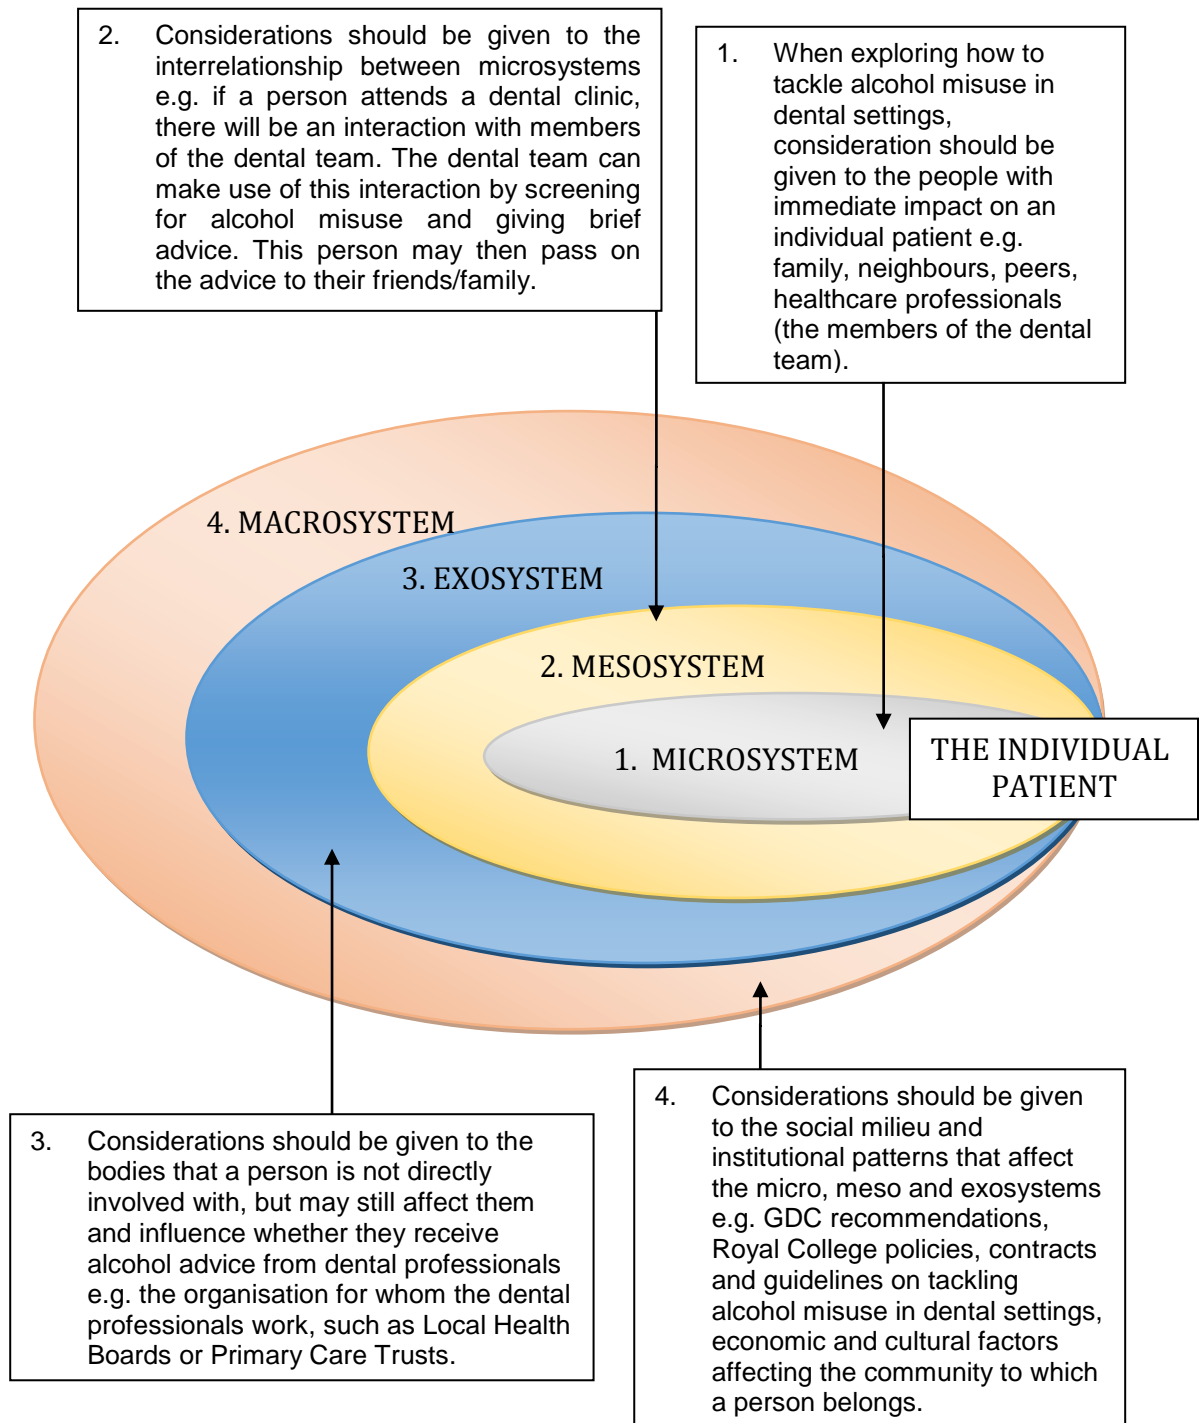 2. Considerations should be given to the
interrelationship between microsystems
e.g. if a person attends a dental clinic,
there will be an interaction with members
of the dental team. The dental team can
make use of this interaction by screening
for alcohol misuse and giving brief
advice. This person may then pass on
the advice to their friends/family.
1. When exploring how to
tackle alcohol misuse in
dental settings,
consideration should be
given to the people with
immediate impact on an
individual patient e.g.
family, neighbours, peers,
healthcare professionals
(the members of the dental
team).
4. MACROSYSTEM
3. EXOSYSTEM
2. MESOSYSTEM
1. MICROSYSTEM
THE INDIVIDUAL
PATIENT
3. Considerations should be given to the
bodies that a person is not directly
involved with, but may still affect them
and influence whether they receive
alcohol advice from dental professionals
e.g. the organisation for whom the dental
professionals work, such as Local Health
Boards or Primary Care Trusts.
4. Considerations should be given
to the social milieu and
institutional patterns that affect
the micro, meso and exosystems
e.g. GDC recommendations,
Royal College policies, contracts
and guidelines on tackling
alcohol misuse in dental settings,
economic and cultural factors
affecting the community to which
a person belongs.